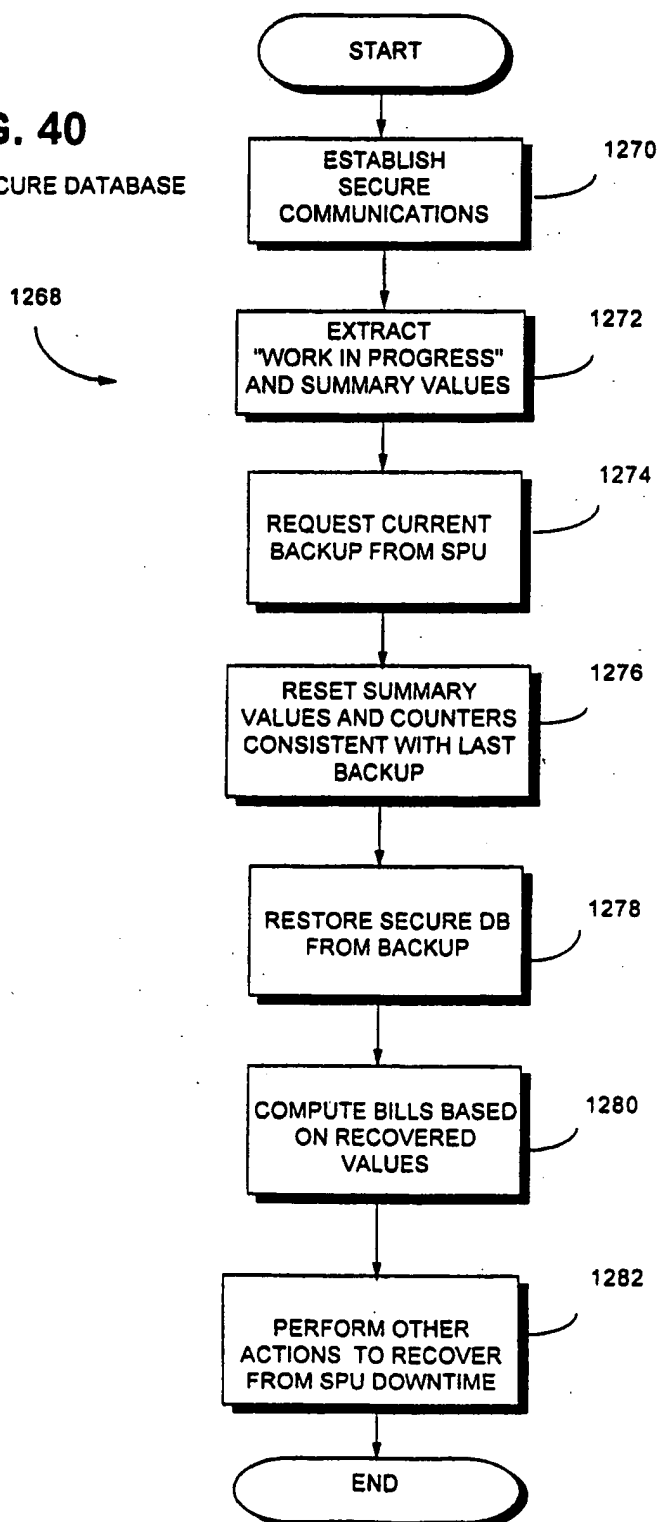 START
G. 40
CURE DATABASE
1268
ESTABLISH
SECURE
COMMUNICATIONS
1270
EXTRACT
"WORK IN PROGRESS"
AND SUMMARY VALUES
1272
REQUEST CURRENT
BACKUP FROM SPU
1274
RESET SUMMARY
VALUES AND COUNTERS
CONSISTENT WITH LAST
BACKUP
1276
RESTORE SECURE DB
FROM BACKUP
1278
COMPUTE BILLS BASED
ON RECOVERED
VALUES
1280
PERFORM OTHER
ACTIONS TO RECOVER
FROM SPU DOWNTIME
1282
END